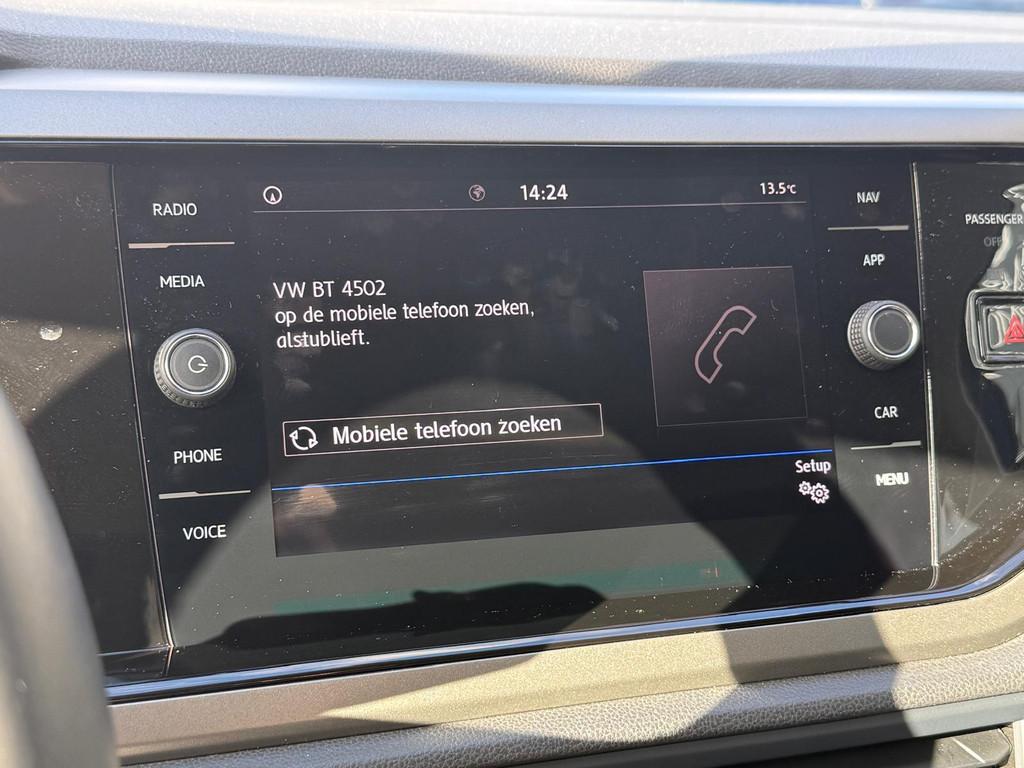 14:24
13.5°C
RADIO
MEDIA
PHONE
VOICE
VW BT 4502
op de mobiele telefoon zoeken,
alstublieft.
Mobiele telefoon zoeken
Setup
NAV
APP
CAR
MENU
PASSENGER
OFF